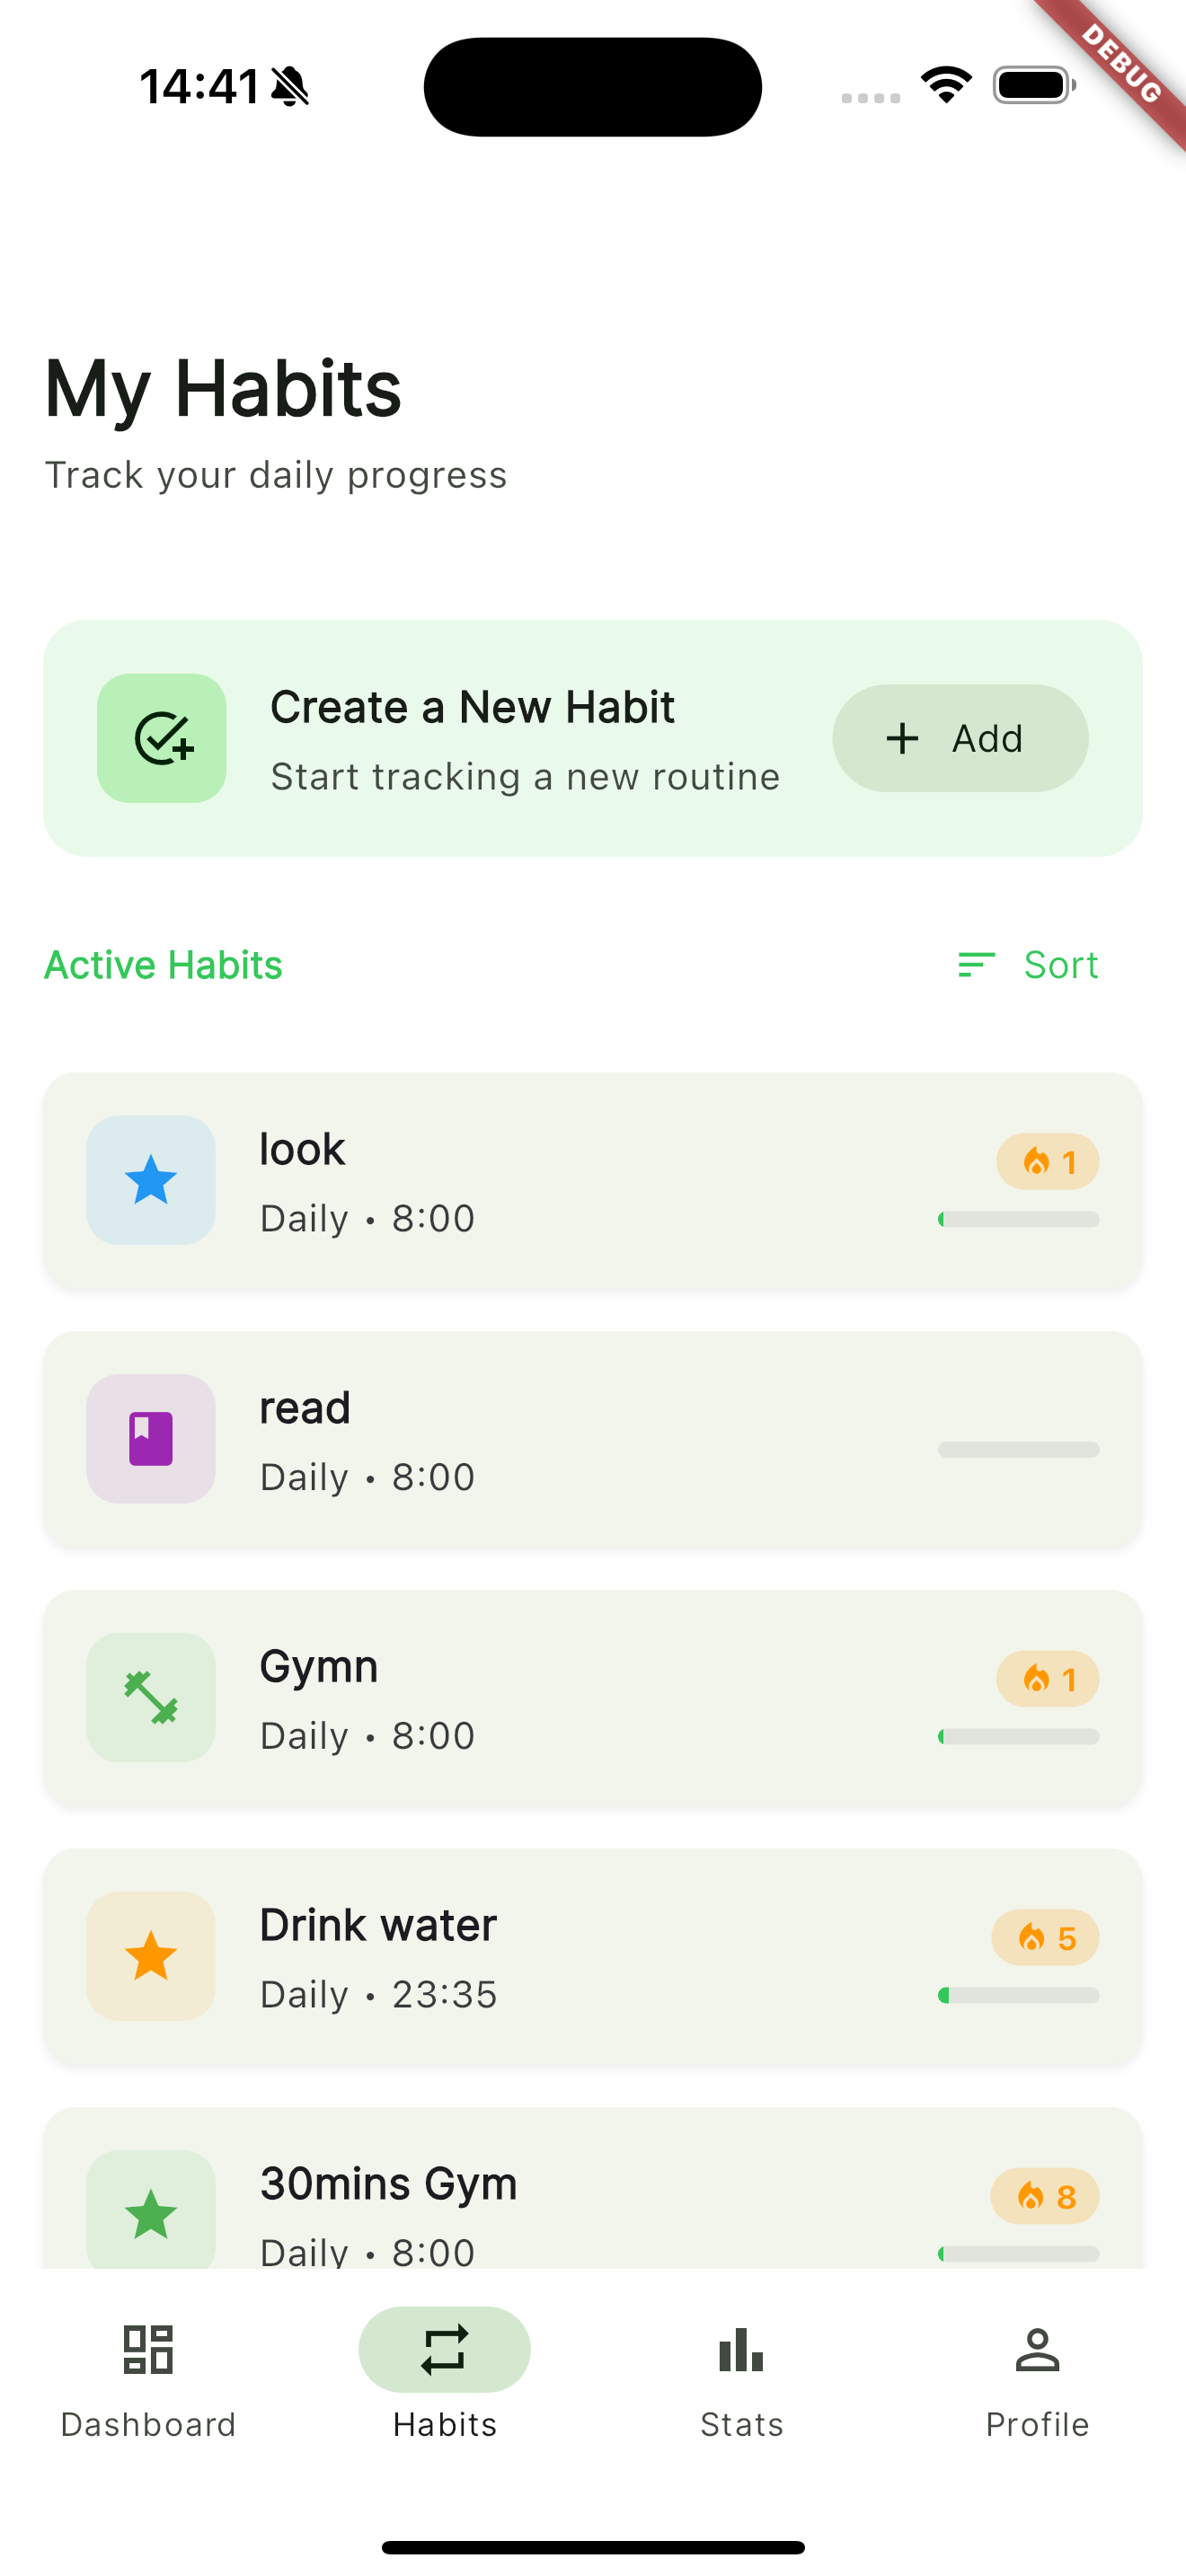 14:41
DEBUG
My Habits
Track your daily progress
Create a New Habit
Start tracking a new routine
Add
Active Habits
Sort
look
Daily • 8:00
1
read
Daily • 8:00
Gymn
Daily • 8:00
1
Drink water
Daily • 23:35
5
30mins Gym
Daily • 8:00
8
Dashboard
Habits
Stats
Profile